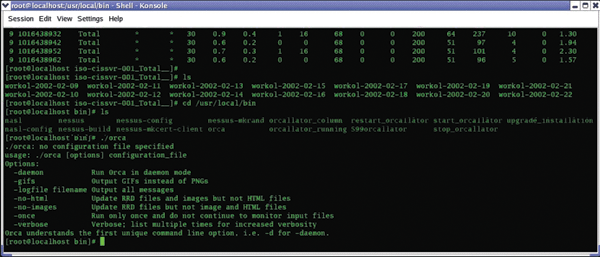 root@localhost:/usr/local/bin - Shell - Konsole
Session Edit View Settings Help
9 1016438932 Total * * 30 0.9 0.4 1 16 68 0 0 200 64 237 10 0 1.30
9 1016438942 Total * * 30 0.6 0.2 0 0 68 0 0 200 51 97 4 0 1.94
9 1016438952 Total * * 30 0.7 0.3 1 16 68 0 0 200 51 101 4 0 2.30
9 1016438962 Total * * 30 0.6 0.2 0 0 68 0 0 200 51 96 5 0 1.57
[root@localhost iso-cissvr-001_Total__]#
[root@localhost iso-cissvr-001_Total__]# ls
workol-2002-02-09 workol-2002-02-11 workol-2002-02-13 workol-2002-02-15 workol-2002-02-17 workol-2002-02-19 workol-2002-02-21
workol-2002-02-10 workol-2002-02-12 workol-2002-02-14 workol-2002-02-16 workol-2002-02-18 workol-2002-02-20 workol-2002-02-22
[root@localhost iso-cissvr-001_Total__]# cd /usr/local/bin
[root@localhost bin]# ls
nasl nessus nessus-config nessus-mkrand orcallator_column restart_orcallator start_orcallator upgrade_installation
nasl-config nessus-build nessus-mkcert-client orca orcallator_running S99orcallator stop_orcallator
[root@localhost bin]# ./orca
./orca: no configuration file specified
usage: ./orca [options] configuration_file
Options:
-daemon Run Orca in daemon mode
-gifs Output GIFs instead of PNGs
-logfile filename Output all messages
-no-html Update RRD files and images but not HTML files
-no-images Update RRD files but not image and HTML files
-once Run only once and do not continue to monitor input files
-verbose Verbose; list multiple times for increased verbosity
Orca understands the first unique command line option, i.e. -d for -daemon.
[root@localhost bin]#